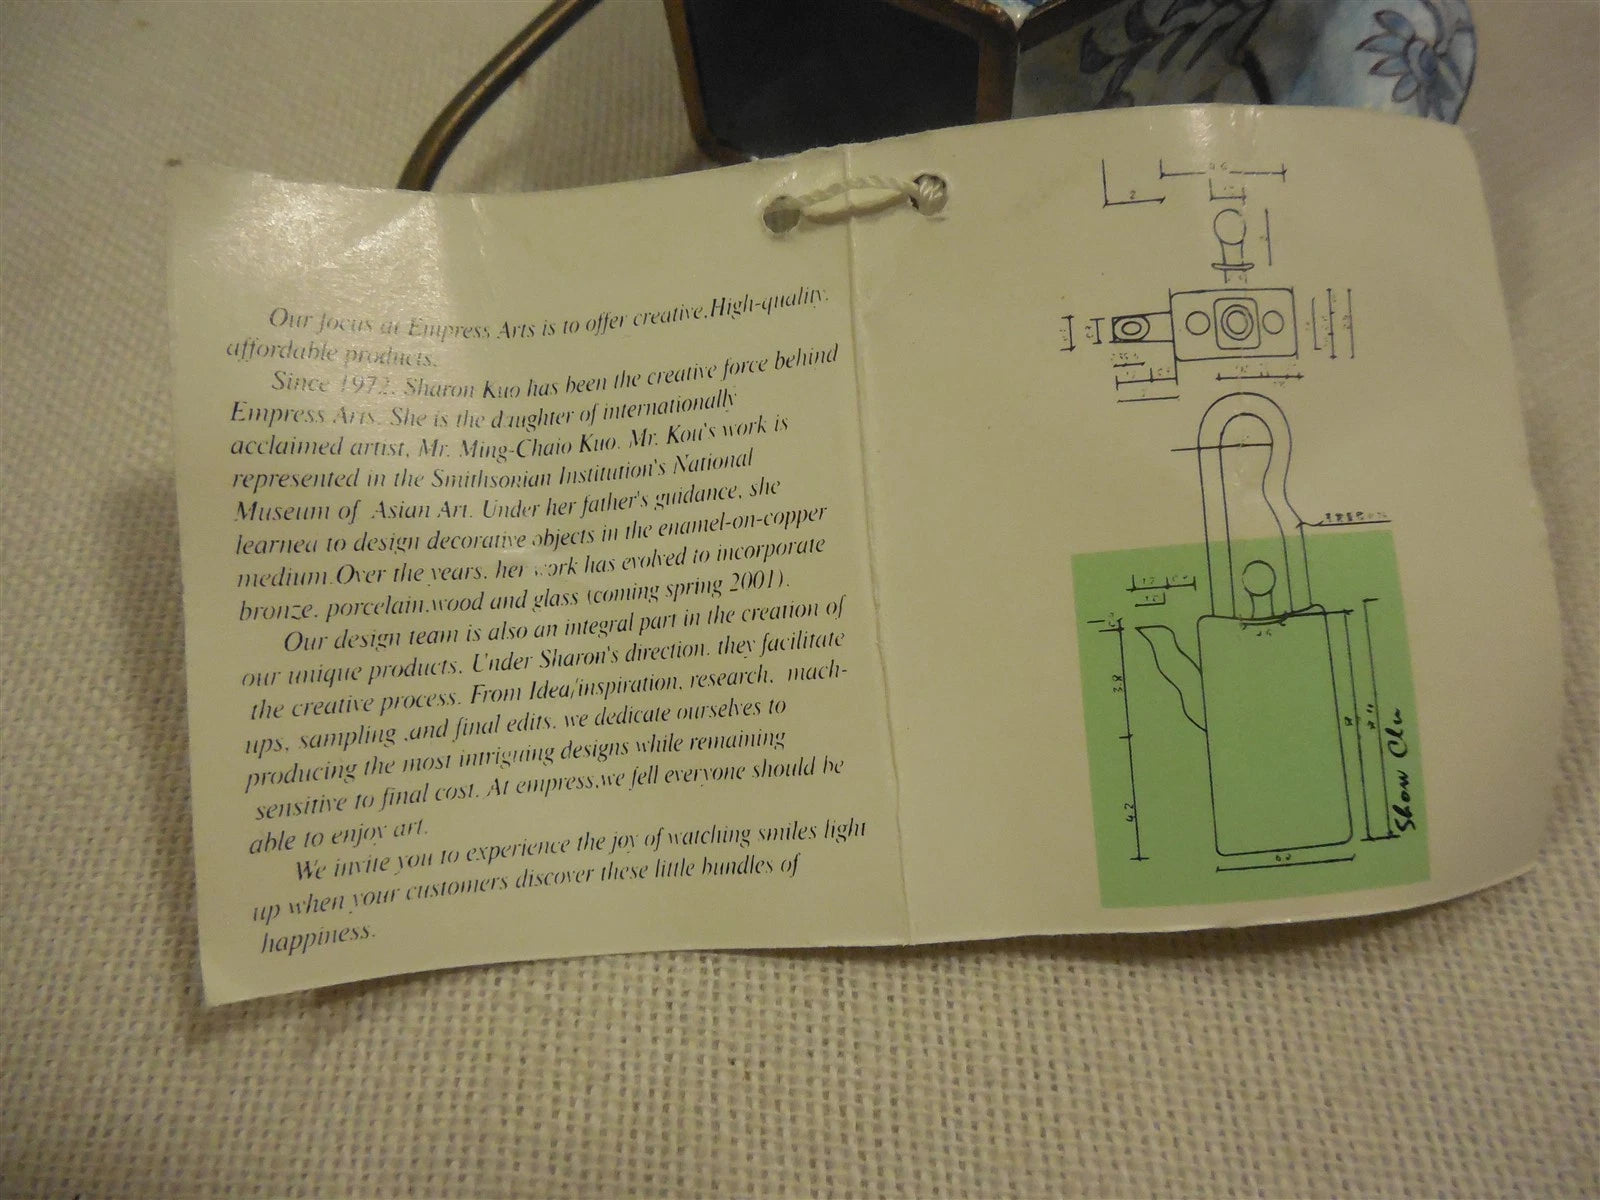 Our focus at Empress Arts is to offer creative,High-quality,
affordable products.
Since 1972, Sharon Kuo has been the creative force behind
Empress Arts. She is the daughter of internationally
acclaimed artist, Mr. Ming-Chaio Kuo. Mr. Kou's work is
represented in the Smithsonian Institution's National
Museum of Asian Art. Under her father's guidance, she
learned to design decorative objects in the enamel-on-copper
medium.Over the years, her work has evolved to incorporate
bronze, porcelain,wood and glass (coming spring 2001).
Our design team is also an integral part in the creation of
our unique products. Under Sharon's direction, they facilitate
the creative process. From Idea/inspiration, research, mach-
ups, sampling ,and final edits, we dedicate ourselves to
producing the most intriguing designs while remaining
sensitive to final cost. At empress,we fell everyone should be
able to enjoy art.
We invite you to experience the joy of watching smiles light
up when your customers discover these little bundles of
happiness.
2
3.8
4.2
Show